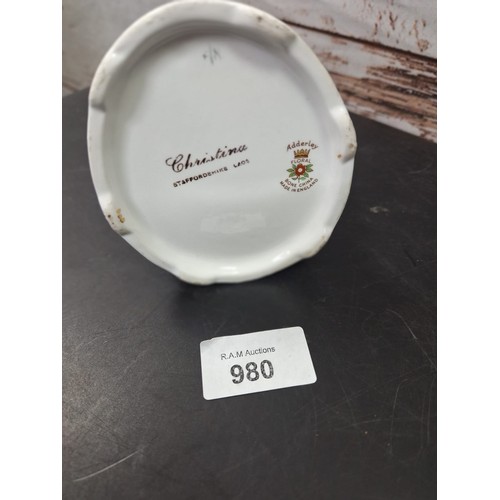 Christina
STAFFORDSHIRE LADS
Adderley
FLORAL
BONE CHINA
MADE IN ENGLAND
R.A.M Auctions
980